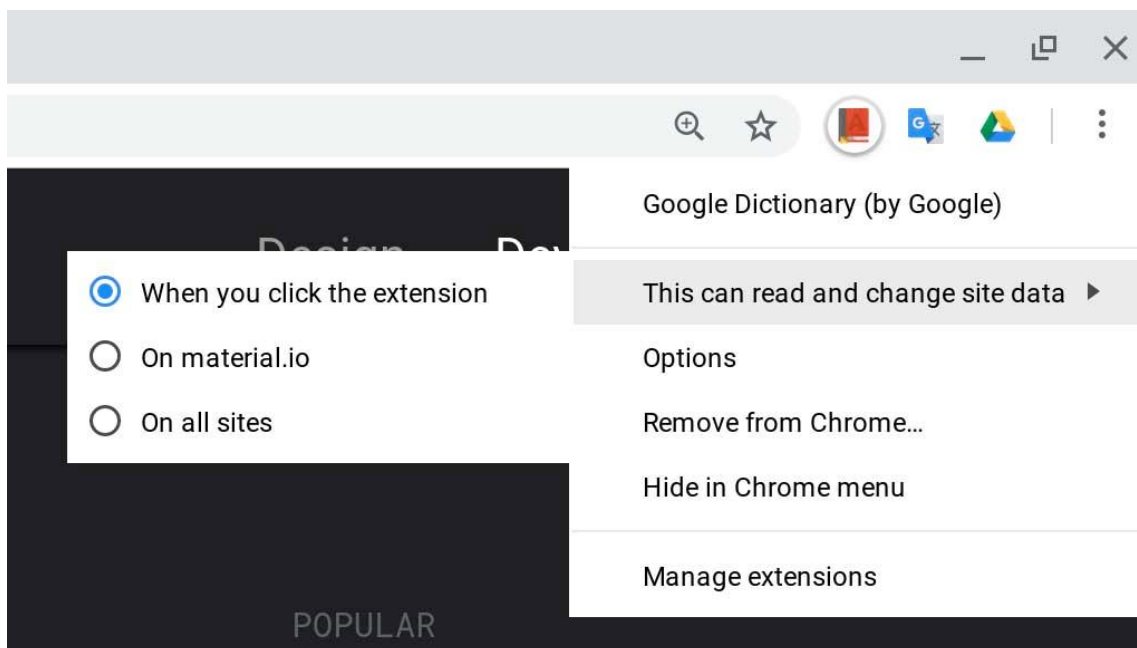 Google Dictionary (by Google)
This can read and change site data
Options
Remove from Chrome…
Hide in Chrome menu
Manage extensions
When you click the extension
On material.io
On all sites
Design
POPULAR